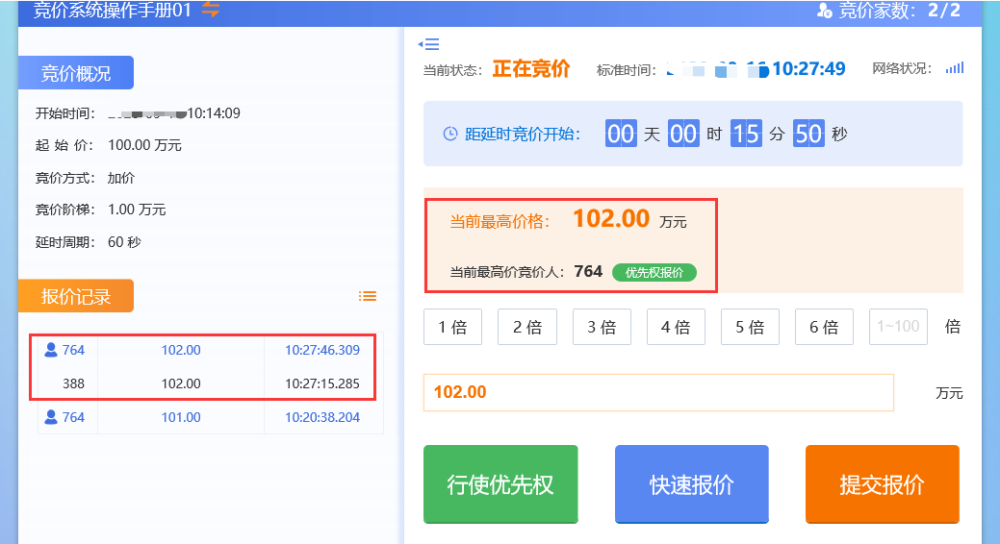 竞价系统操作手册01
竞价家数：2/2
竞价概况
开始时间：10:14:09
起 始 价：100.00 万元
竞价方式：加价
竞价阶梯：1.00 万元
延时周期：60 秒
报价记录
764 102.00 10:27:46.309
388 102.00 10:27:15.285
764 101.00 10:20:38.204
当前状态：正在竞价 标准时间：10:27:49 网络状况：
距延时竞价开始：00 天 00 时 15 分 50 秒
当前最高价格：102.00 万元
当前最高价竞价人：764 优先权报价
1 倍 2 倍 3 倍 4 倍 5 倍 6 倍 1~100 倍
102.00 万元
行使优先权 快速报价 提交报价